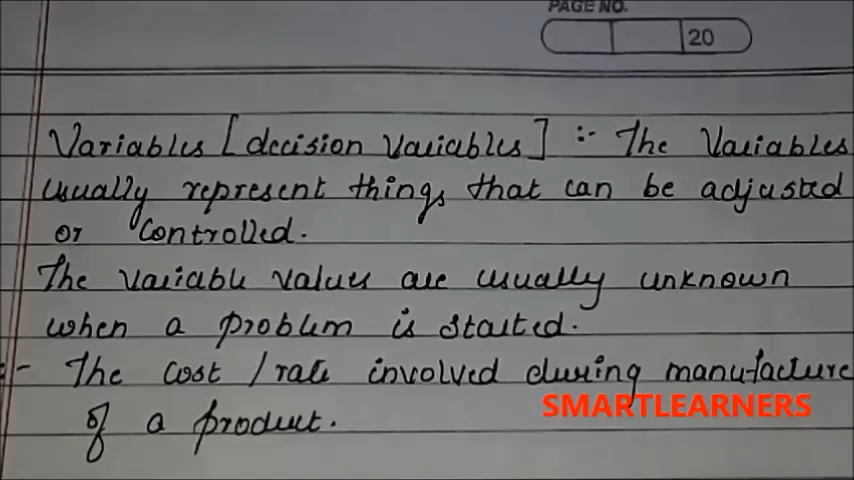 PAGE NO.
20
Variables [decision variables] :- The variables
usually represent things that can be adjusted
or controlled.
The variable values are usually unknown
when a problem is started.
:- The cost / rate involved during manufacture
of a product.
SMARTLEARNERS